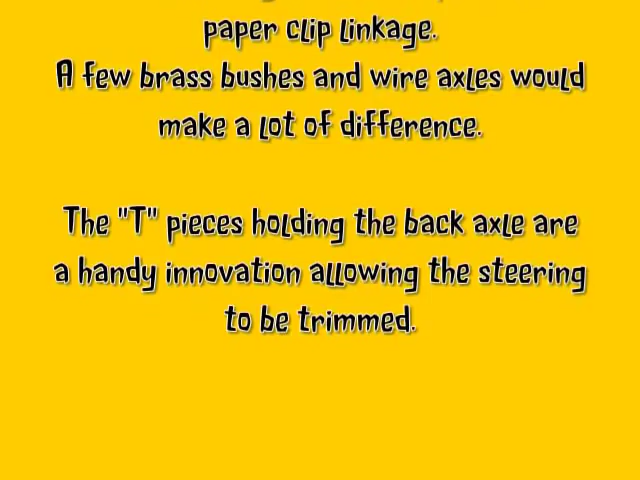 paper clip linkage.
A few brass bushes and wire axles would
make a lot of difference.
The "T" pieces holding the back axle are
a handy innovation allowing the steering
to be trimmed.